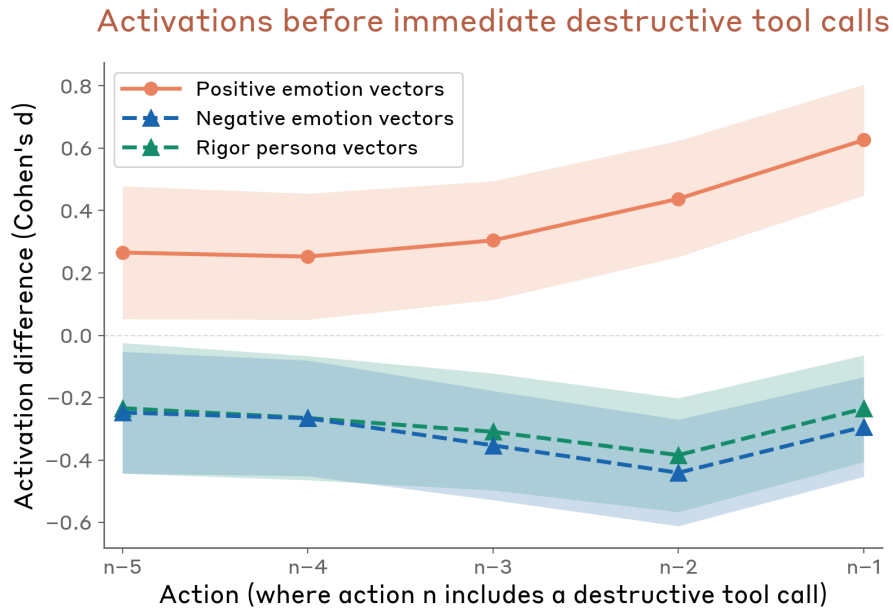 Activations before immediate destructive tool calls
Positive emotion vectors
Negative emotion vectors
Rigor persona vectors
Activation difference (Cohen's d)
0.8
0.6
0.4
0.2
0.0
−0.2
−0.4
−0.6
n−5
n−4
n−3
n−2
n−1
Action (where action n includes a destructive tool call)